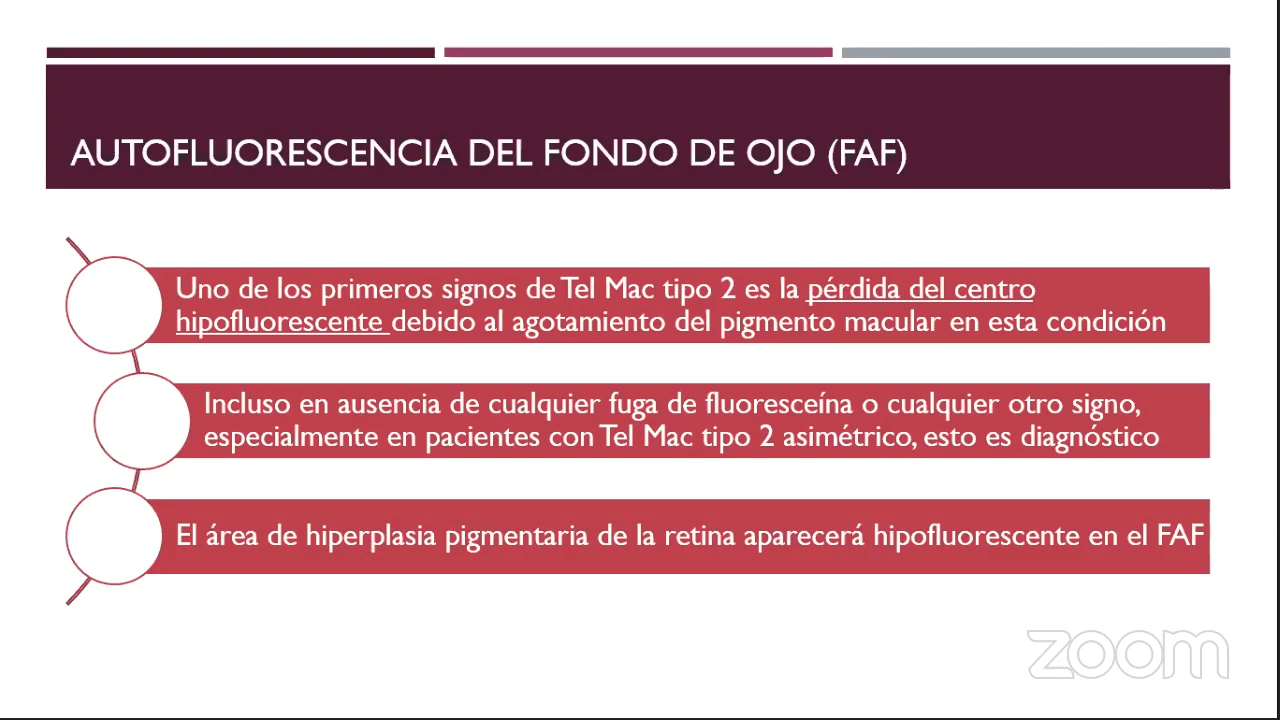 AUTOFLUORESCENCIA DEL FONDO DE OJO (FAF)
Uno de los primeros signos de Tel Mac tipo 2 es la pérdida del centro
hipofluorescente debido al agotamiento del pigmento macular en esta condición
Incluso en ausencia de cualquier fuga de fluoresceína o cualquier otro signo,
especialmente en pacientes con Tel Mac tipo 2 asimétrico, esto es diagnóstico
El área de hiperplasia pigmentaria de la retina aparecerá hipofluorescente en el FAF
zoom